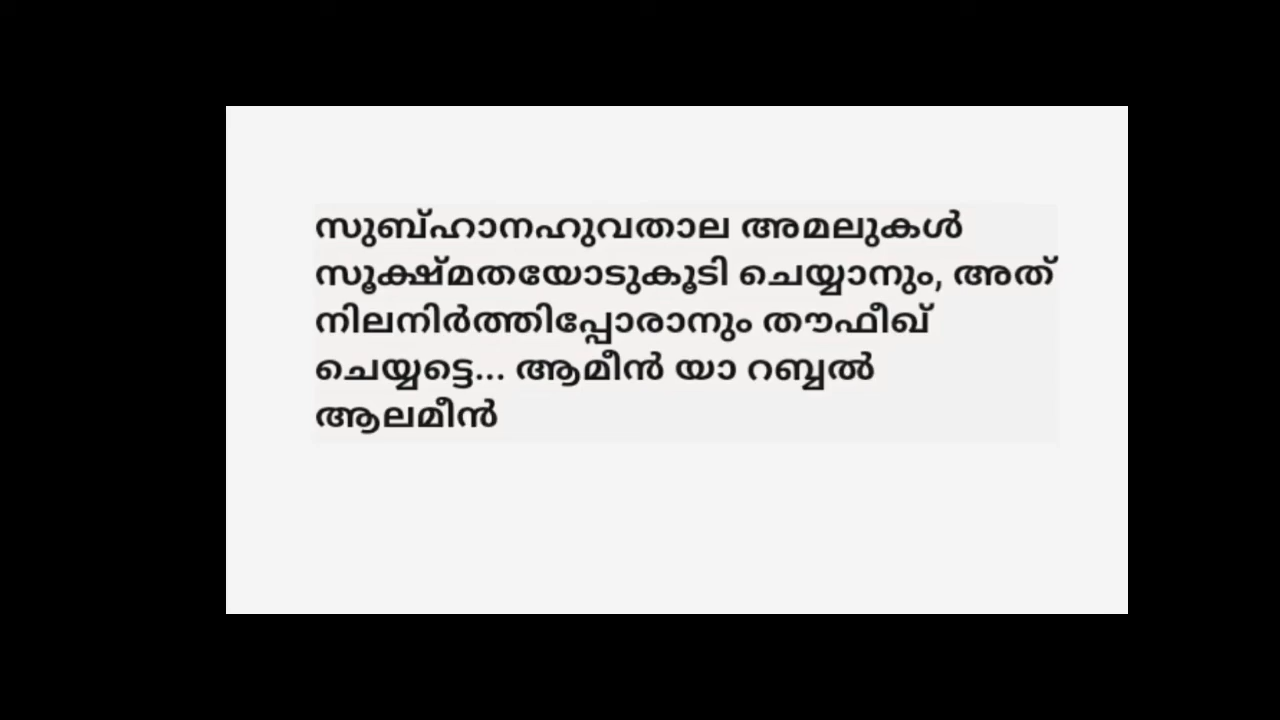 സുബ്ഹാനഹുവതാല അമലുകൾ
സൂക്ഷ്മതയോടുകൂടി ചെയ്യാനും, അത്
നിലനിർത്തിപ്പോരാനും തൗഫീഖ്
ചെയ്യട്ടെ... ആമീൻ യാ റബ്ബൽ
ആലമീൻ